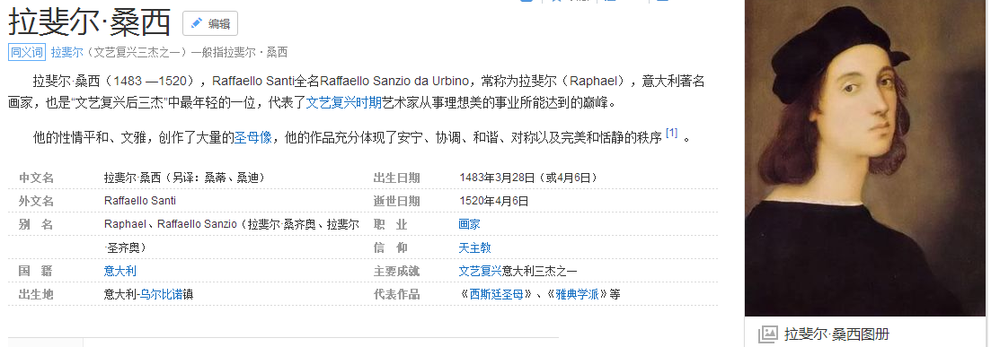 拉斐尔·桑西 编辑
同义词 拉斐尔（文艺复兴三杰之一）一般指拉斐尔·桑西
拉斐尔·桑西（1483 —1520），Raffaello Santi全名Raffaello Sanzio da Urbino，常称为拉斐尔（Raphael），意大利著名
画家，也是“文艺复兴后三杰”中最年轻的一位，代表了文艺复兴时期艺术家从事理想美的事业所能达到的巅峰。
他的性情平和、文雅，创作了大量的圣母像，他的作品充分体现了安宁、协调、和谐、对称以及完美和恬静的秩序 [1] 。
中文名 拉斐尔·桑西（另译：桑蒂、桑迪）
外文名 Raffaello Santi
别 名 Raphael、Raffaello Sanzio（拉斐尔·桑齐奥、拉斐尔
·圣齐奥）
国 籍 意大利
出生地 意大利-乌尔比诺镇
出生日期 1483年3月28日（或4月6日）
逝世日期 1520年4月6日
职 业 画家
信 仰 天主教
主要成就 文艺复兴意大利三杰之一
代表作品 《西斯廷圣母》、《雅典学派》等
拉斐尔·桑西图册